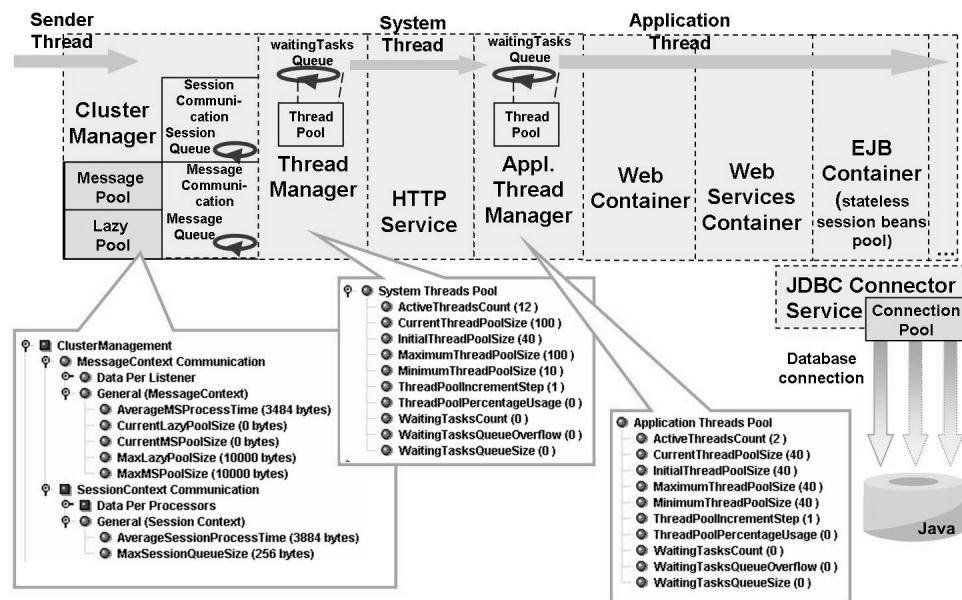 Sender
Thread
System
Thread
Application
Thread
Cluster
Manager
Session
Communi-
cation
Session
Queue
Message
Pool
Lazy
Pool
Message
Communi-
cation
Message
Queue
waitingTasks
Queue
Thread
Pool
Thread
Manager
HTTP
Service
waitingTasks
Queue
Thread
Pool
Appl.
Thread
Manager
Web
Container
Web
Services
Container
EJB
Container
(stateless
session beans
pool)
...
JDBC Connector
Service
Connection
Pool
Database
connection
Java
ClusterManagement
MessageContext Communication
Data Per Listener
General (MessageContext)
AverageMSProcessTime (3484 bytes)
CurrentLazyPoolSize (0 bytes)
CurrentMSPoolSize (0 bytes)
MaxLazyPoolSize (10000 bytes)
MaxMSPoolSize (10000 bytes)
SessionContext Communication
Data Per Processors
General (Session Context)
AverageSessionProcessTime (3884 bytes)
MaxSessionQueueSize (256 bytes)
System Threads Pool
ActiveThreadsCount (12 )
CurrentThreadPoolSize (100 )
InitialThreadPoolSize (40 )
MaximumThreadPoolSize (100 )
MinimumThreadPoolSize (10 )
ThreadPoolIncrementStep (1 )
ThreadPoolPercentageUsage (0 )
WaitingTasksCount (0 )
WaitingTasksQueueOverflow (0 )
WaitingTasksQueueSize (0 )
Application Threads Pool
ActiveThreadsCount (2 )
CurrentThreadPoolSize (40 )
InitialThreadPoolSize (40 )
MaximumThreadPoolSize (40 )
MinimumThreadPoolSize (40 )
ThreadPoolIncrementStep (1 )
ThreadPoolPercentageUsage (0 )
WaitingTasksCount (0 )
WaitingTasksQueueOverflow (0 )
WaitingTasksQueueSize (0 )